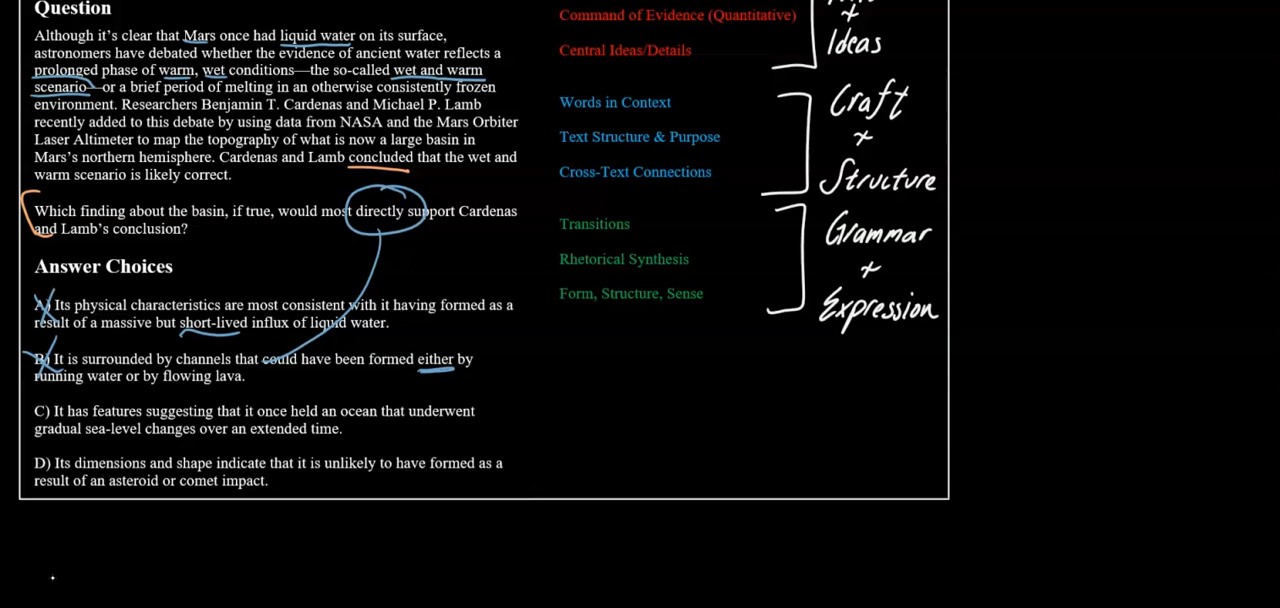 Question
Although it's clear that Mars once had liquid water on its surface,
astronomers have debated whether the evidence of ancient water reflects a
prolonged phase of warm, wet conditions—the so-called wet and warm
scenario—or a brief period of melting in an otherwise consistently frozen
environment. Researchers Benjamin T. Cardenas and Michael P. Lamb
recently added to this debate by using data from NASA and the Mars Orbiter
Laser Altimeter to map the topography of what is now a large basin in
Mars's northern hemisphere. Cardenas and Lamb concluded that the wet and
warm scenario is likely correct.
Which finding about the basin, if true, would most directly support Cardenas
and Lamb's conclusion?
Answer Choices
A) Its physical characteristics are most consistent with it having formed as a
result of a massive but short-lived influx of liquid water.
B) It is surrounded by channels that could have been formed either by
running water or by flowing lava.
C) It has features suggesting that it once held an ocean that underwent
gradual sea-level changes over an extended time.
D) Its dimensions and shape indicate that it is unlikely to have formed as a
result of an asteroid or comet impact.
Command of Evidence (Quantitative)
Central Ideas/Details
Words in Context
Text Structure & Purpose
Cross-Text Connections
Transitions
Rhetorical Synthesis
Form, Structure, Sense
+
Ideas
Craft
+
Structure
Grammar
+
Expression